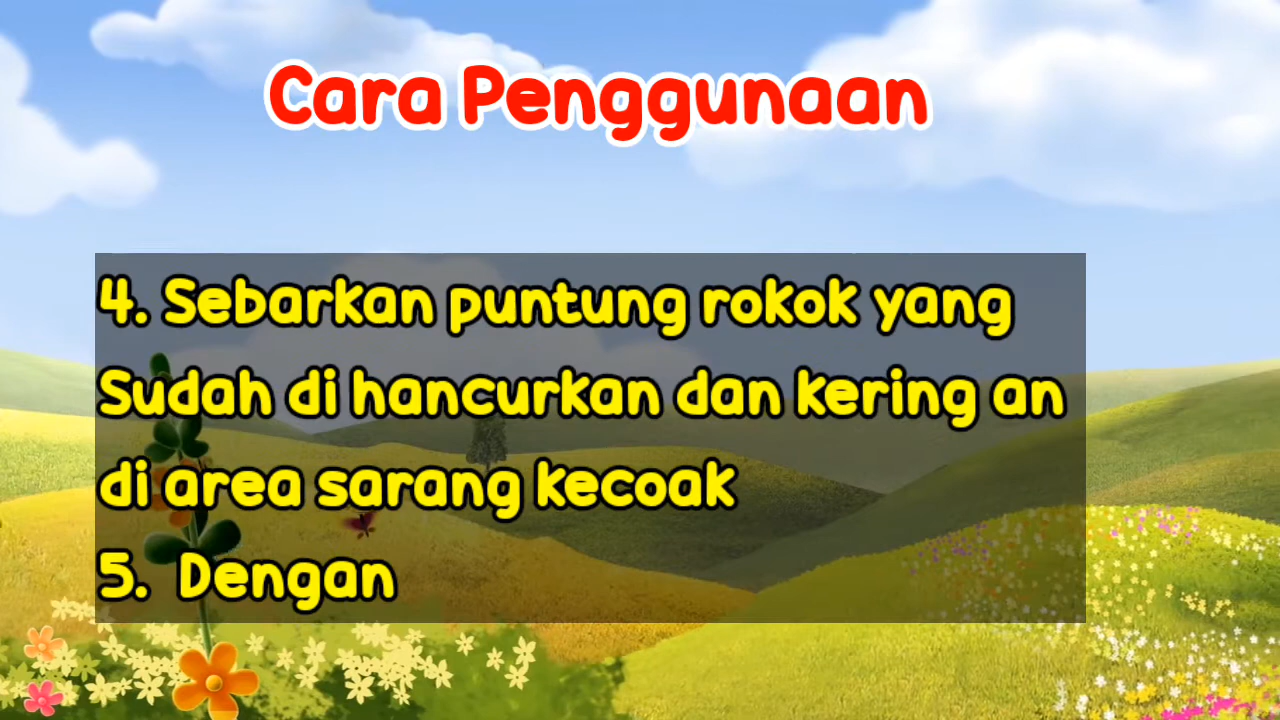 Cara Penggunaan
4. Sebarkan puntung rokok yang
Sudah di hancurkan dan kering an
di area sarang kecoak
5. Dengan